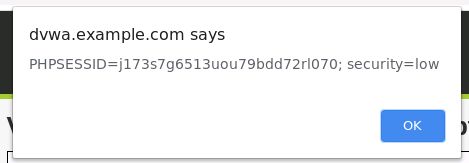 dvwa.example.com says
PHPSESSID=j173s7g6513uou79bdd72rl070; security=low
OK